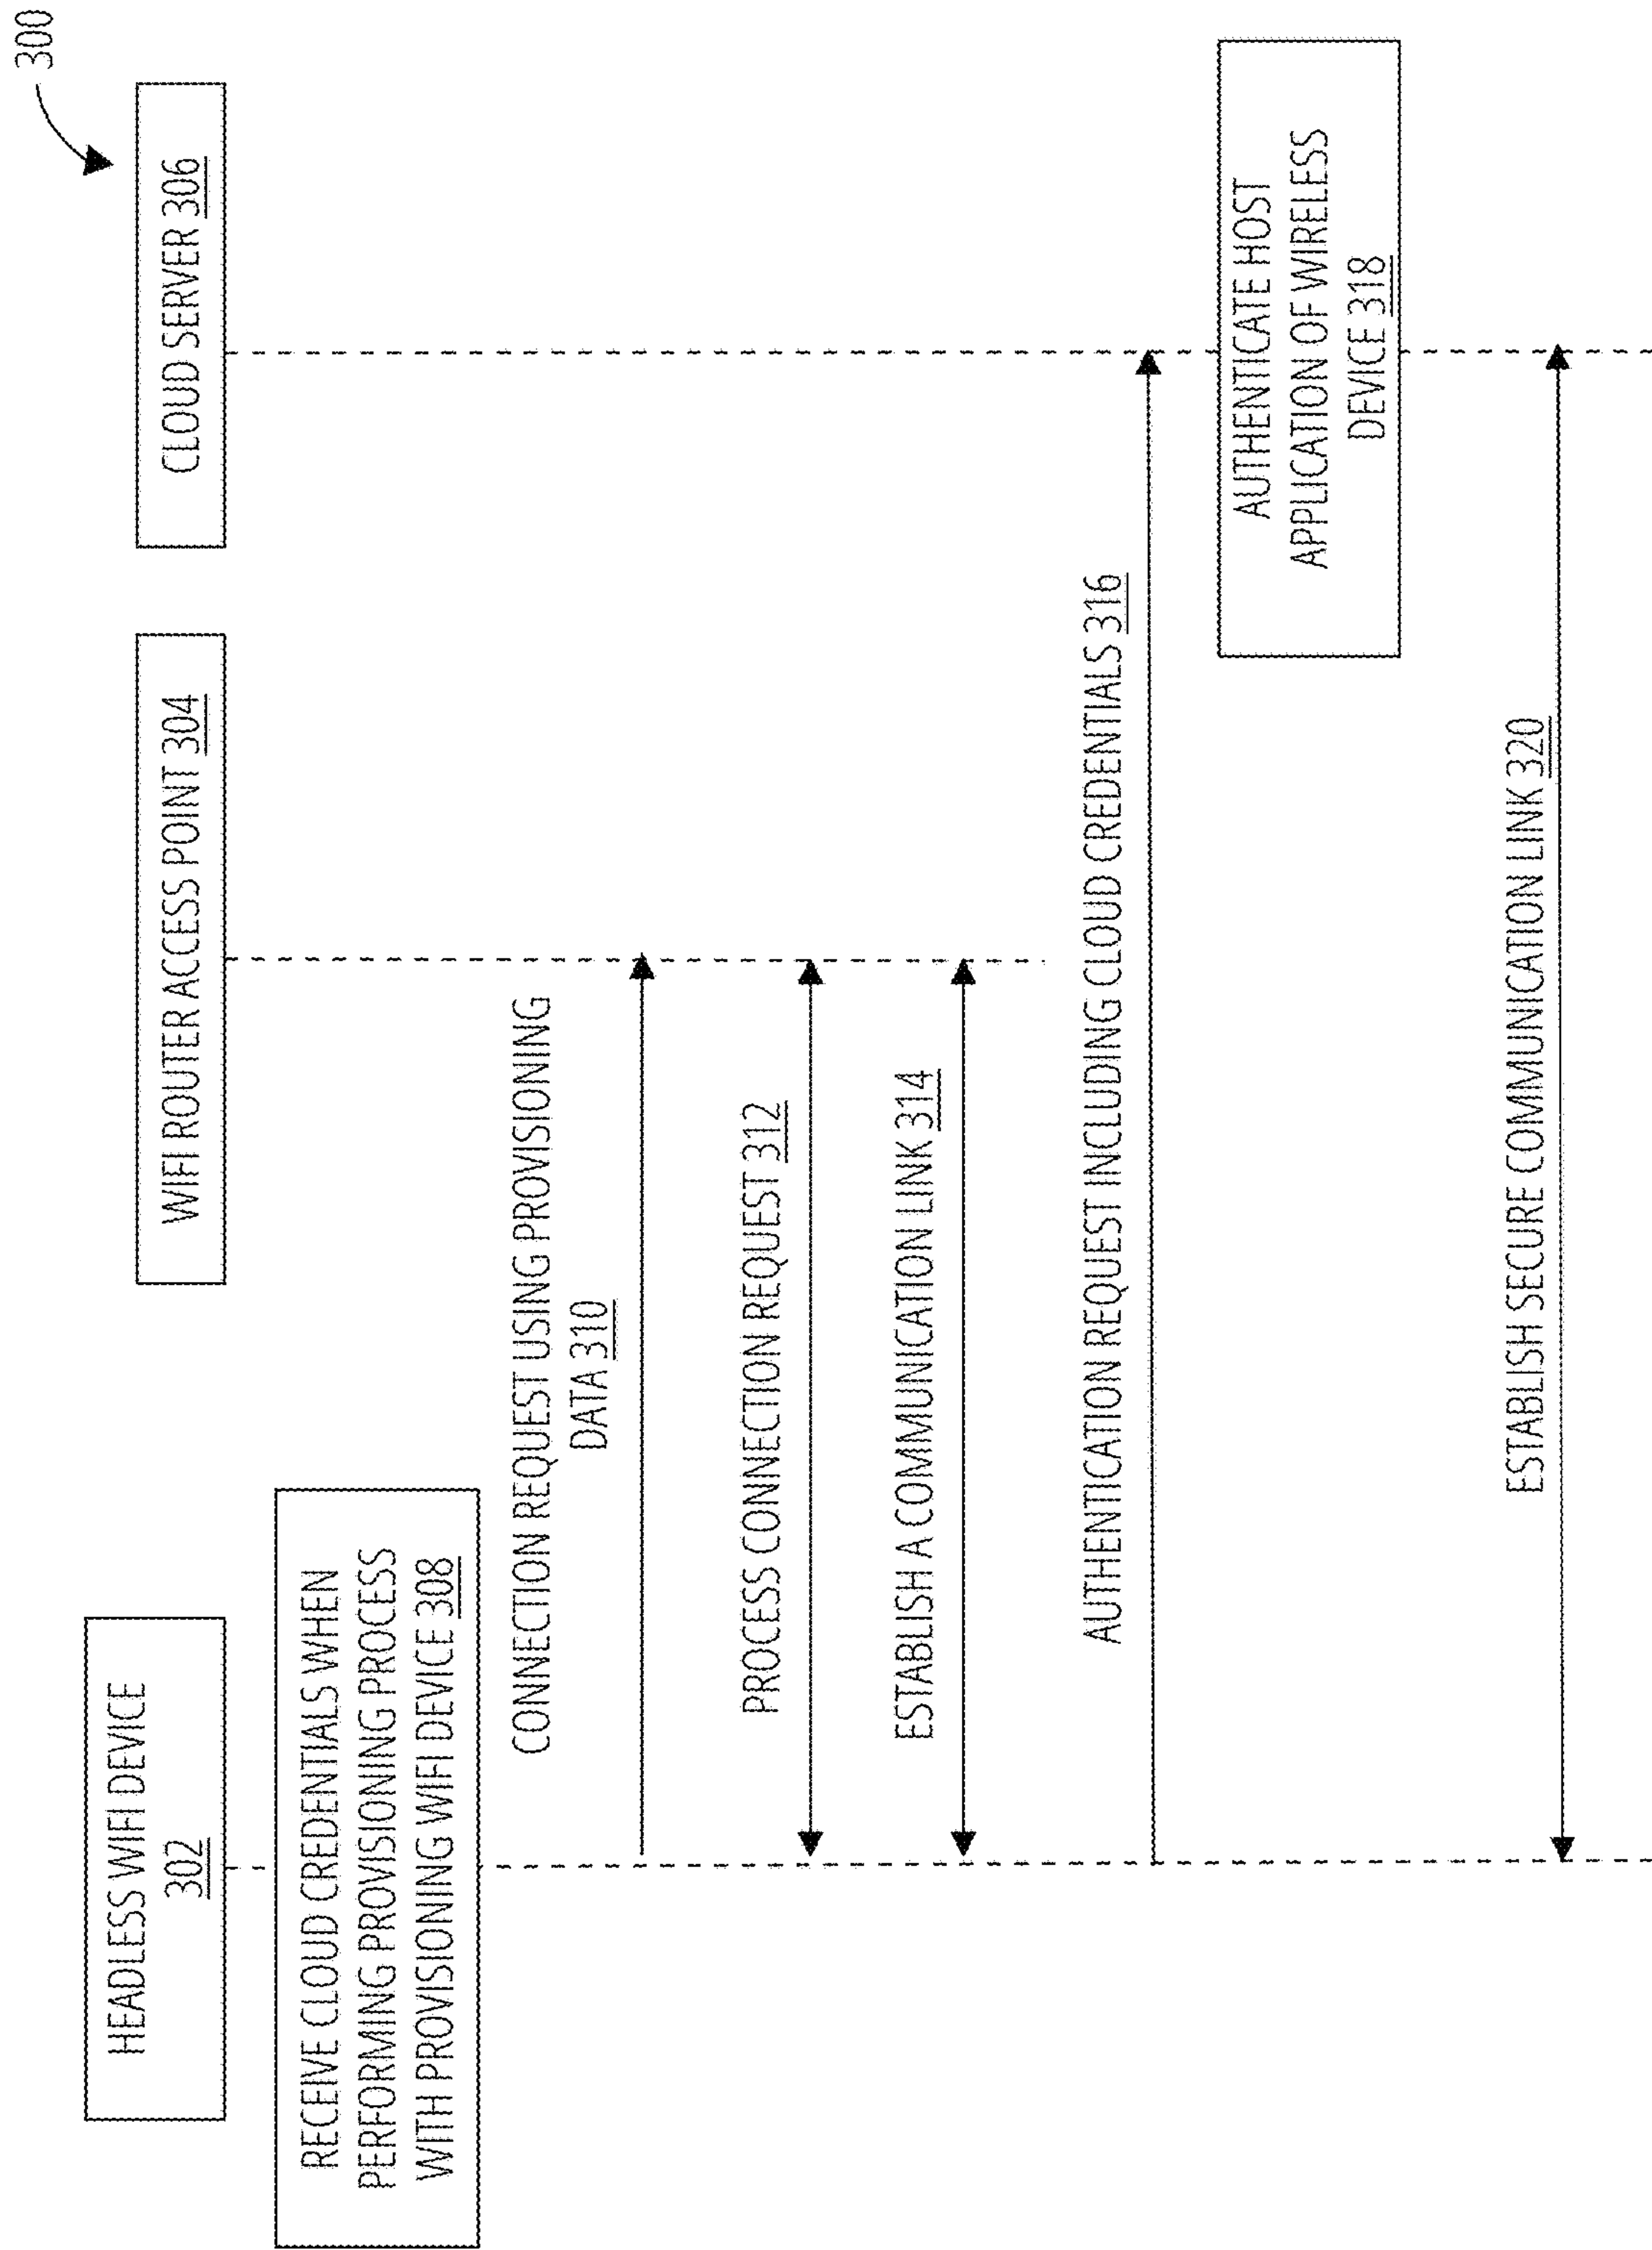 300
HEADLESS WIFI DEVICE
302
WIFI ROUTER ACCESS POINT 304
CLOUD SERVER 306
RECEIVE CLOUD CREDENTIALS WHEN
PERFORMING PROVISIONING PROCESS
WITH PROVISIONING WIFI DEVICE 308
CONNECTION REQUEST USING PROVISIONING
DATA 310
PROCESS CONNECTION REQUEST 312
ESTABLISH A COMMUNICATION LINK 314
AUTHENTICATION REQUEST INCLUDING CLOUD CREDENTIALS 316
AUTHENTICATE HOST
APPLICATION OF WIRELESS
DEVICE 318
ESTABLISH SECURE COMMUNICATION LINK 320